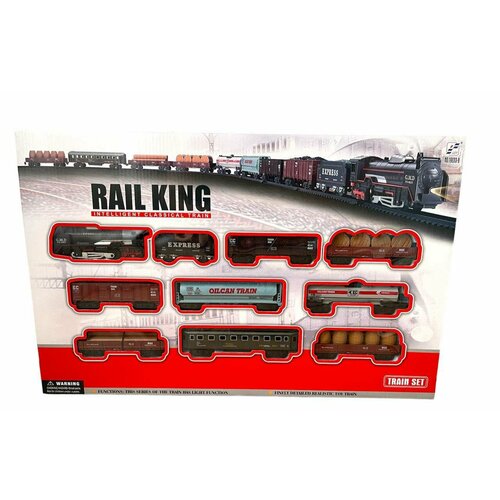 EXPRESS
RAIL KING
INTELLIGENT CLASSICAL TRAIN
EXPRESS
OILCAN TRAIN
WARNING
TRAIN SET
FUNCTIONS: THIS SERIES OF THE TRAIN HAS LIGHT FUNCTION
FINELY DETAILED REALISTIC TOY TRAIN